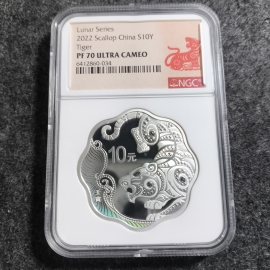 Lunar Series
2022 Scallop China S10Y
Tiger
PF 70 ULTRA CAMEO
6412860-034
NGC
10元